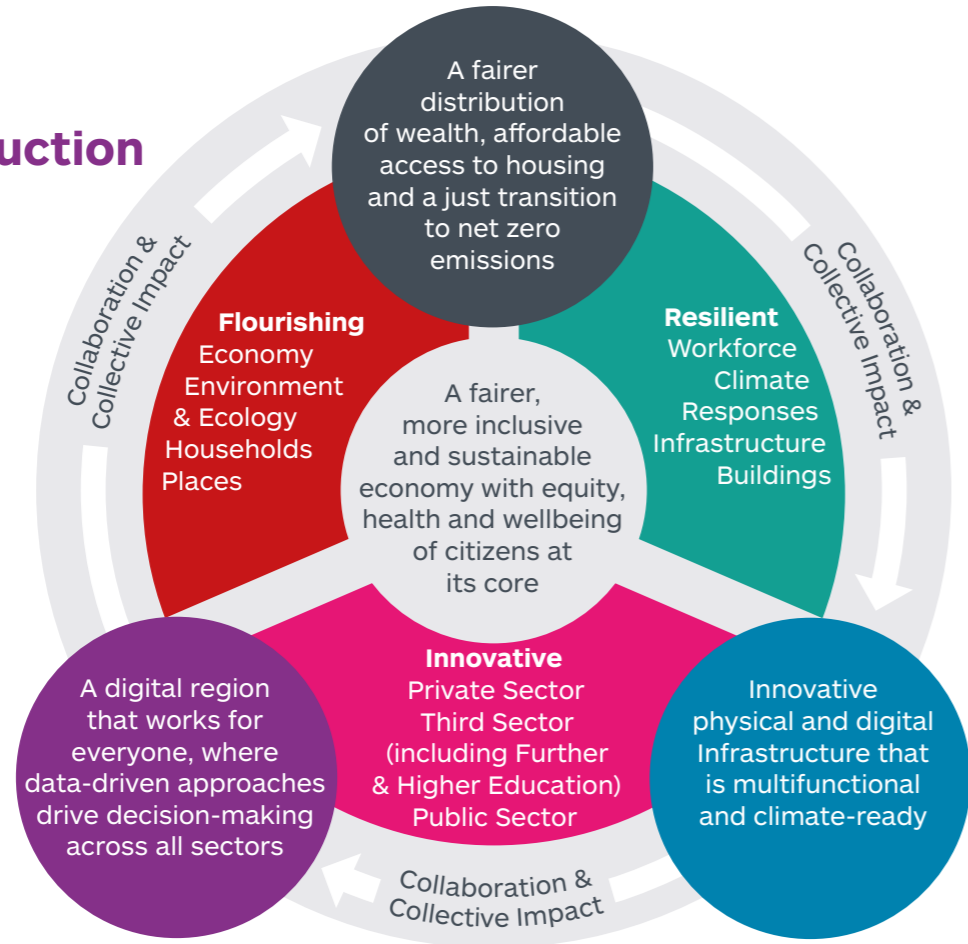 uction
A fairer
distribution
of wealth, affordable
access to housing
and a just transition
to net zero
emissions
Collaboration &
Collective Impact
Collaboration &
Collective Impact
Flourishing
Economy
Environment
& Ecology
Households
Places
Resilient
Workforce
Climate
Responses
Infrastructure
Buildings
A fairer,
more inclusive
and sustainable
economy with equity,
health and wellbeing
of citizens at
its core
A digital region
that works for
everyone, where
data-driven approaches
drive decision-making
across all sectors
Innovative
Private Sector
Third Sector
(including Further
& Higher Education)
Public Sector
Innovative
physical and digital
Infrastructure that
is multifunctional
and climate-ready
Collaboration &
Collective Impact